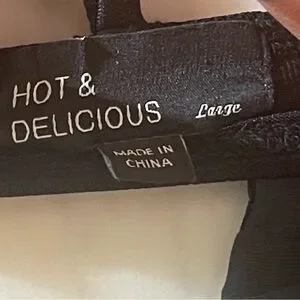 HOT &
DELICIOUS
Large
MADE IN
CHINA